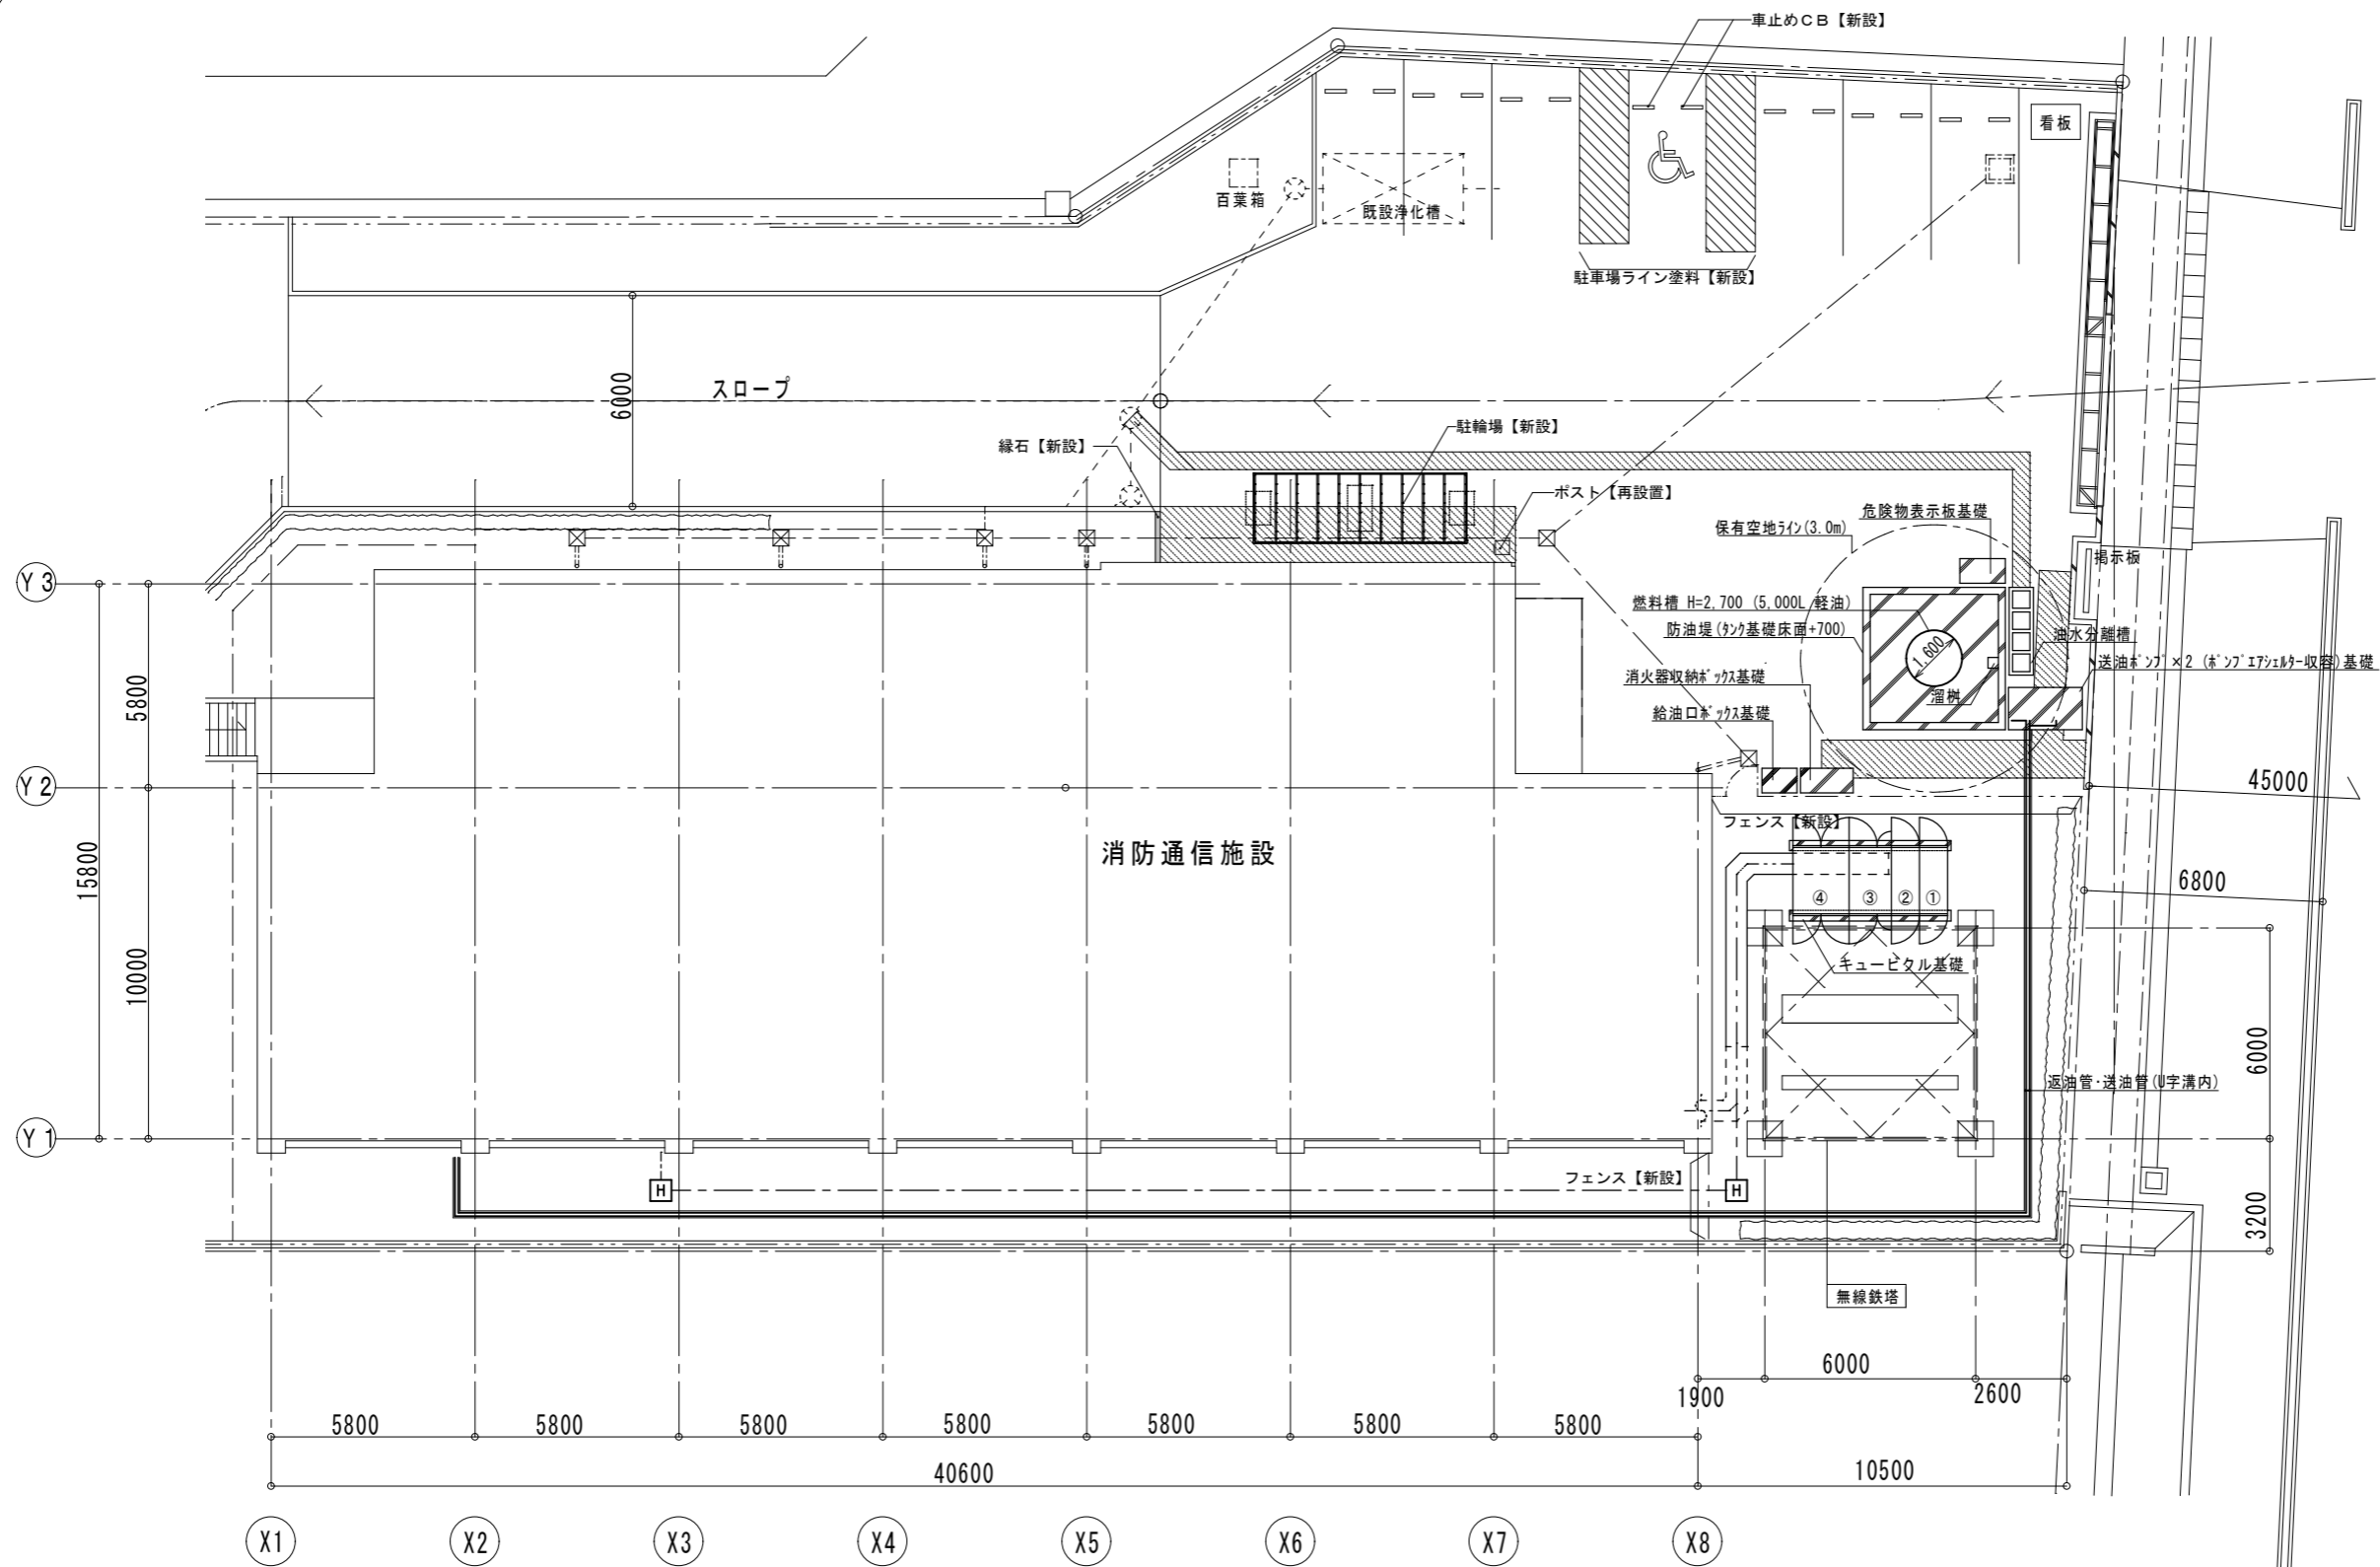 車止めCB【新設】
看板
百葉箱
既設浄化槽
駐車場ライン塗料【新設】
スロープ
6000
縁石【新設】
駐輪場【新設】
ポスト【再設置】
危険物表示板基礎
保有空地ライン(3.0m)
掲示板
Y3
燃料槽 H=2,700 (5,000L 軽油)
防油堤(タンク基礎床面+700)
1,600
油水分離槽
送油ポンプ×2 (ポンプエアシェルター収容)基礎
消火器収納ボックス基礎
溜桝
給油口ボックス基礎
5800
Y2
45000
フェンス【新設】
消防通信施設
15800
6800
④
③
②
①
10000
キュービクル基礎
6000
返油管・送油管(U字溝内)
Y1
フェンス【新設】
H
H
3200
無線鉄塔
6000
1900
2600
5800
5800
5800
5800
5800
5800
5800
40600
10500
X1
X2
X3
X4
X5
X6
X7
X8